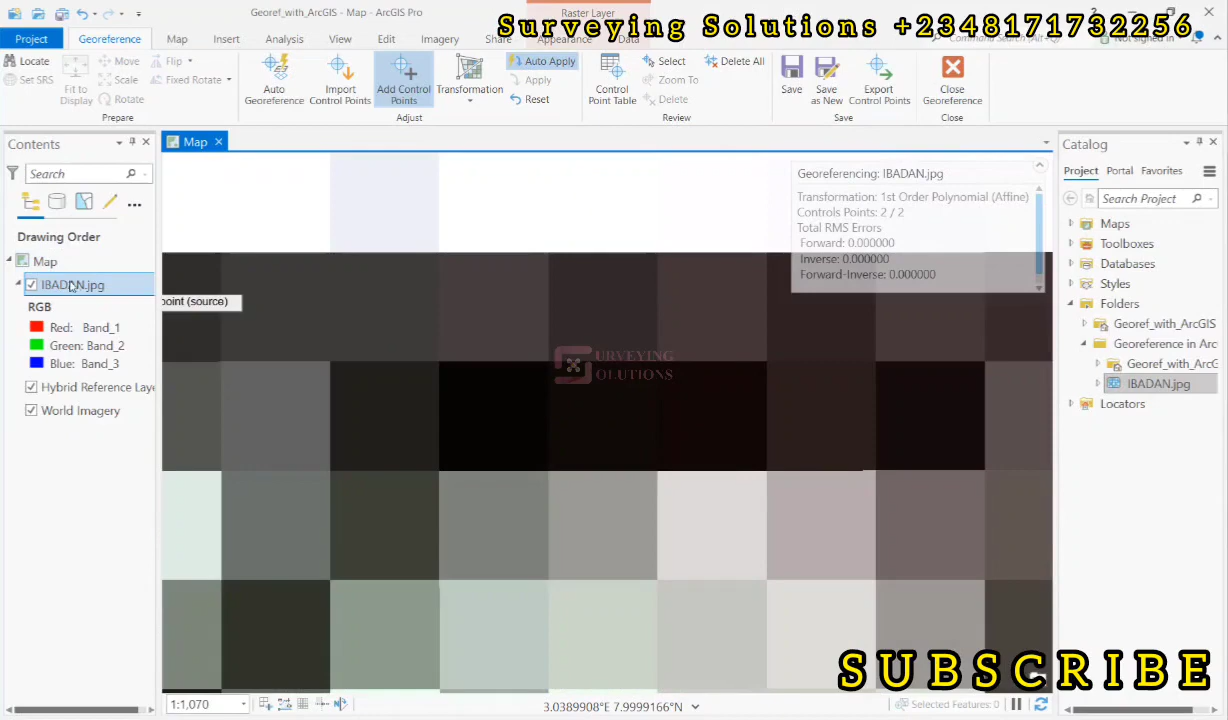 Georef_with_ArcGIS - Map - ArcGIS Pro
Raster Layer
Surveying Solutions +2348171732256
Project
Georeference
Map
Insert
Analysis
View
Edit
Imagery
Share
Appearance
Data
Not signed in
Locate
Set SRS
Fit to Display
Move
Scale
Rotate
Flip
Fixed Rotate
Prepare
Auto Georeference
Import Control Points
Add Control Points
Transformation
Auto Apply
Apply
Reset
Adjust
Control Point Table
Select
Zoom To
Delete
Delete All
Review
Save
Save as New
Export Control Points
Save
Close Georeference
Close
Contents
Search
Drawing Order
Map
IBADAN.jpg
RGB
Red: Band_1
Green: Band_2
Blue: Band_3
Hybrid Reference Laye
World Imagery
Map
point (source)
Georeferencing: IBADAN.jpg
Transformation: 1st Order Polynomial (Affine)
Controls Points: 2 / 2
Total RMS Errors
Forward: 0.000000
Inverse: 0.000000
Forward-Inverse: 0.000000
SURVEYING
SOLUTIONS
Catalog
Project
Portal
Favorites
Search Project
Maps
Toolboxes
Databases
Styles
Folders
Georef_with_ArcGIS
Georeference in Arc
Georef_with_ArcG
IBADAN.jpg
Locators
SUBSCRIBE
1:1,070
3.0389908°E 7.9999166°N
Selected Features: 0